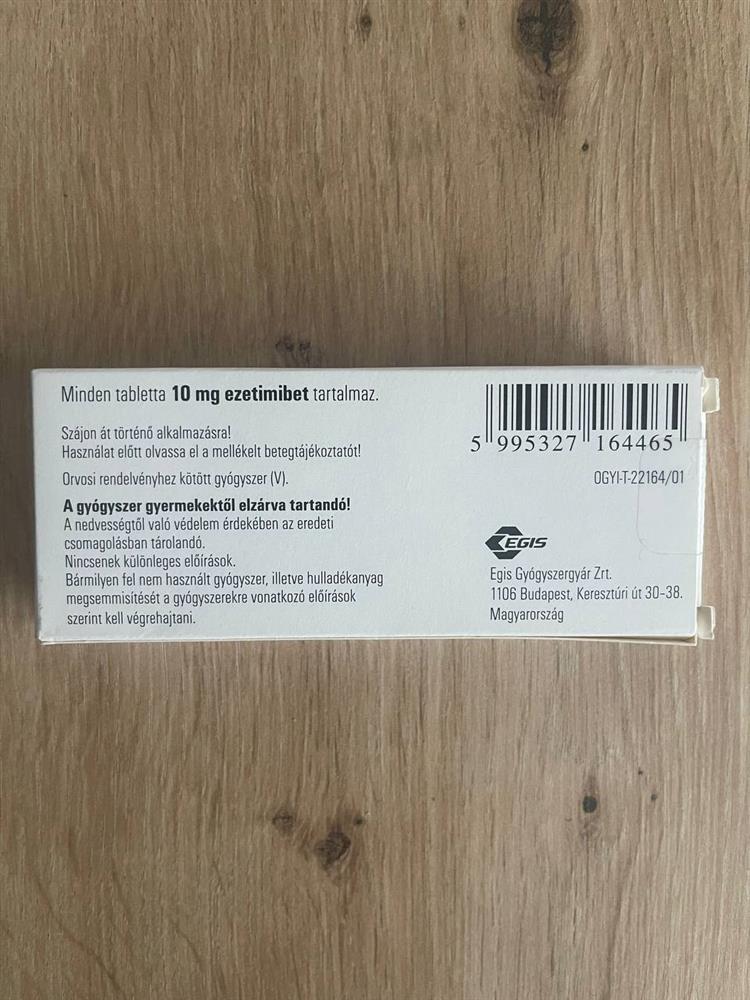 Minden tabletta 10 mg ezetimibet tartalmaz.
Szájon át történő alkalmazásra!
Használat előtt olvassa el a mellékelt betegtájékoztatót!
Orvosi rendelvényhez kötött gyógyszer (V).
A gyógyszer gyermekektől elzárva tartandó!
A nedvességtől való védelem érdekében az eredeti
csomagolásban tárolandó.
Nincsenek különleges előírások.
Bármilyen fel nem használt gyógyszer, illetve hulladékanyag
megsemmisítését a gyógyszerekre vonatkozó előírások
szerint kell végrehajtani.
5 995327 164465
OGYI-T-22164/01
EGIS
Egis Gyógyszergyár Zrt.
1106 Budapest, Keresztúri út 30-38.
Magyarország